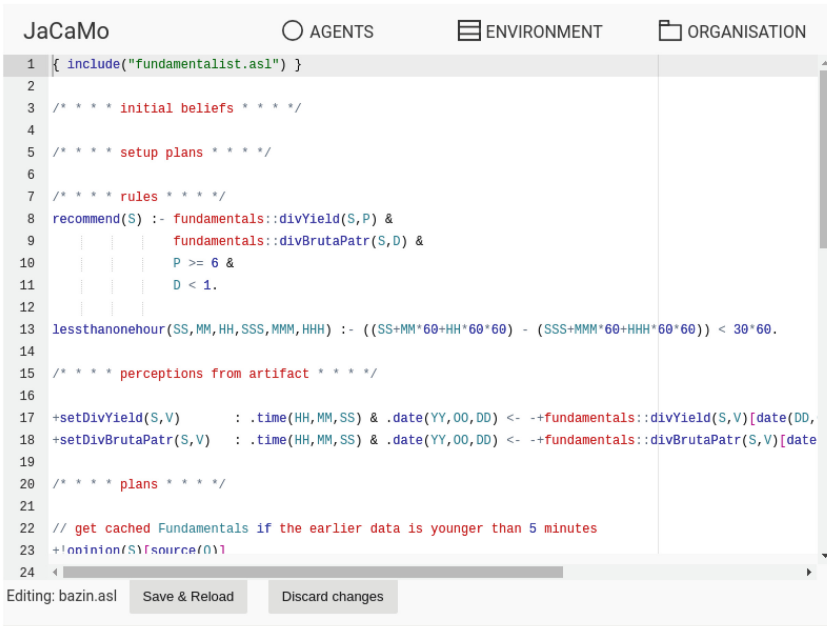 JaCaMo AGENTS ENVIRONMENT ORGANISATION
1 { include("fundamentalist.asl") }
2
3 /* * * * initial beliefs * * * */
4
5 /* * * * setup plans * * * */
6
7 /* * * * rules * * * */
8 recommend(S) :- fundamentals::divYield(S,P) &
9 fundamentals::divBrutaPatr(S,D) &
10 P >= 6 &
11 D < 1.
12
13 lessthanonehour(SS,MM,HH,SSS,MMM,HHH) :- ((SS+MM*60+HH*60*60) - (SSS+MMM*60+HHH*60*60)) < 30*60.
14
15 /* * * * perceptions from artifact * * * */
16
17 +setDivYield(S,V) : .time(HH,MM,SS) & .date(YY,OO,DD) <- -+fundamentals::divYield(S,V)[date(DD,
18 +setDivBrutaPatr(S,V) : .time(HH,MM,SS) & .date(YY,OO,DD) <- -+fundamentals::divBrutaPatr(S,V)[date
19
20 /* * * * plans * * * */
21
22 // get cached Fundamentals if the earlier data is younger than 5 minutes
23 +!opinion(S)[source(O)]
24
Editing: bazin.asl Save & Reload Discard changes